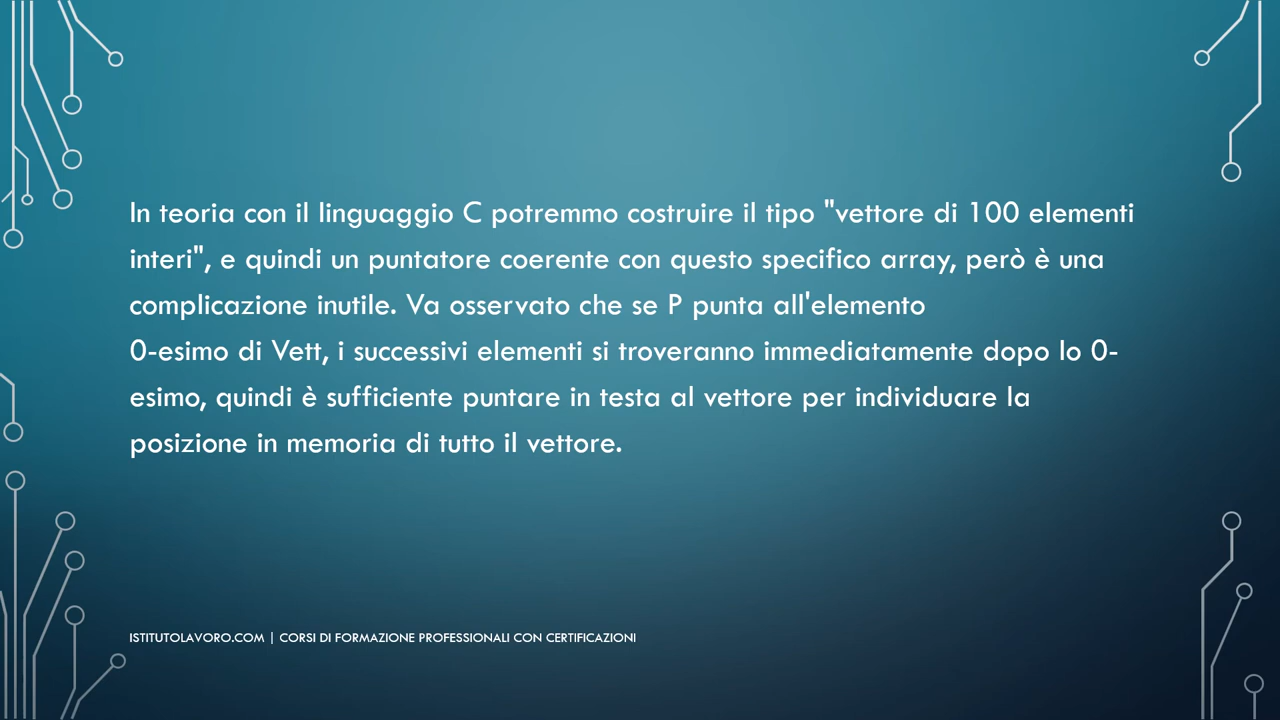 In teoria con il linguaggio C potremmo costruire il tipo "vettore di 100 elementi
interi", e quindi un puntatore coerente con questo specifico array, però è una
complicazione inutile. Va osservato che se P punta all'elemento
0-esimo di Vett, i successivi elementi si troveranno immediatamente dopo lo 0-
esimo, quindi è sufficiente puntare in testa al vettore per individuare la
posizione in memoria di tutto il vettore.
ISTITUTOLAVORO.COM | CORSI DI FORMAZIONE PROFESSIONALI CON CERTIFICAZIONI